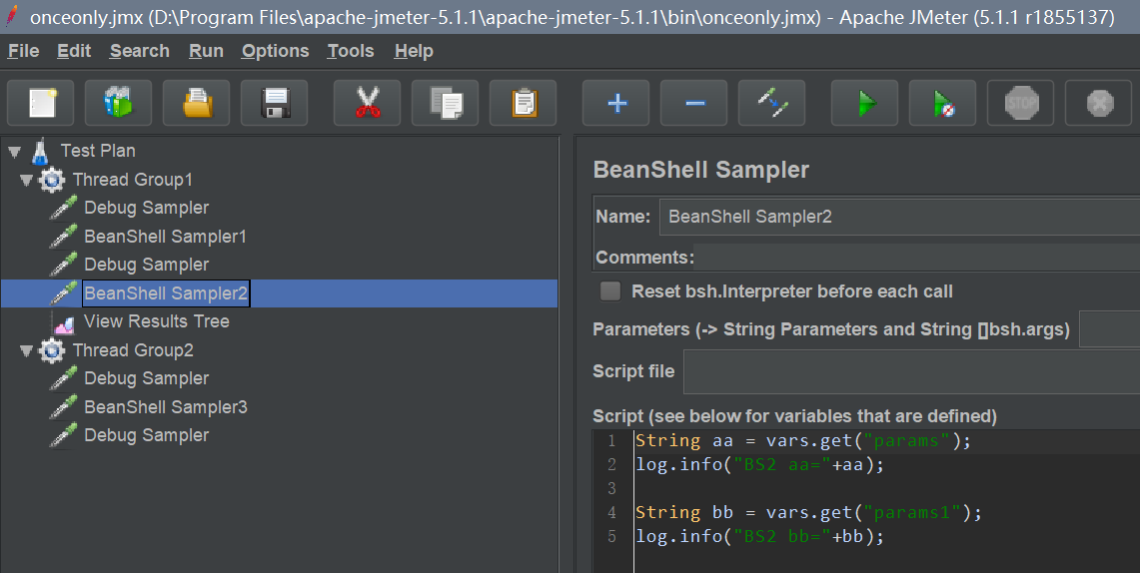 onceonly.jmx (D:\Program Files\apache-jmeter-5.1.1\apache-jmeter-5.1.1\bin\onceonly.jmx) - Apache JMeter (5.1.1 r1855137)
File Edit Search Run Options Tools Help
STOP
Test Plan
Thread Group1
Debug Sampler
BeanShell Sampler1
Debug Sampler
BeanShell Sampler2
View Results Tree
Thread Group2
Debug Sampler
BeanShell Sampler3
Debug Sampler
BeanShell Sampler
Name: BeanShell Sampler2
Comments:
Reset bsh.Interpreter before each call
Parameters (-> String Parameters and String []bsh.args)
Script file
Script (see below for variables that are defined)
1 String aa = vars.get("params");
2 log.info("BS2 aa="+aa);
3
4 String bb = vars.get("params1");
5 log.info("BS2 bb="+bb);